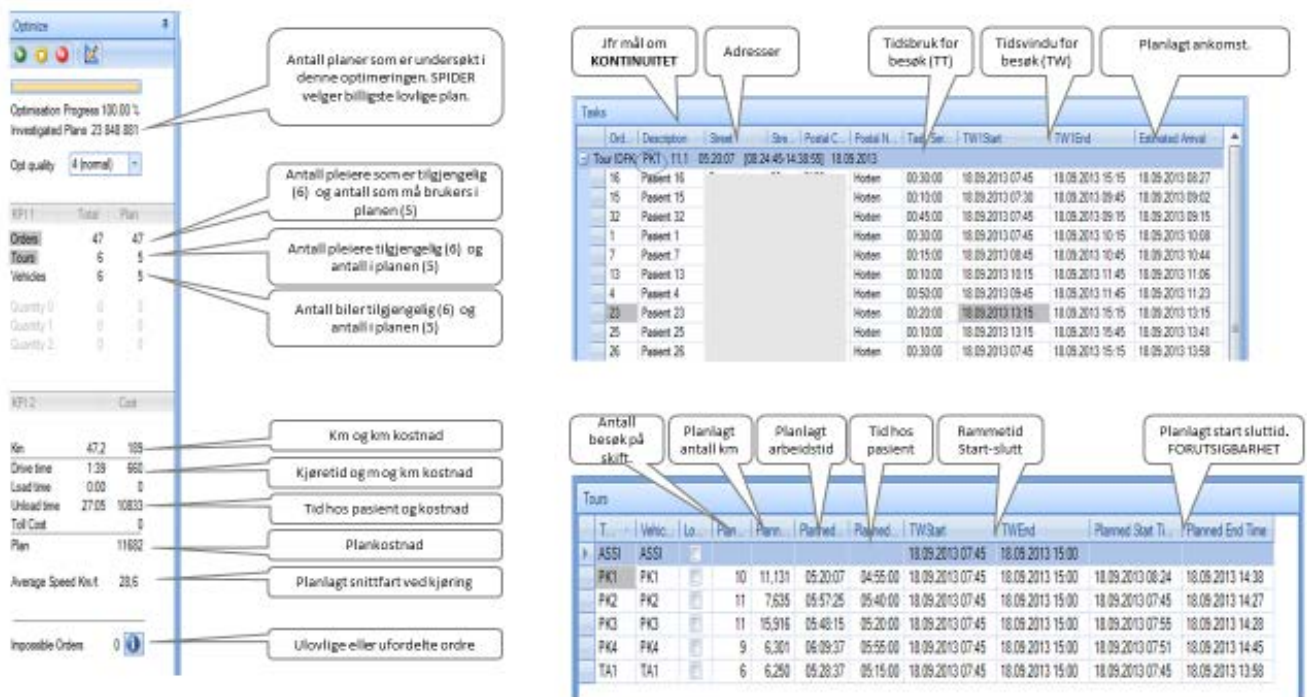 Optimize
Optimisation Progress 100.00 %
Investigated Plans 23 848 881
Opt quality 4 (normal)
KPI 1 Total Plan
Orders 47 47
Tours 6 5
Vehicles 6 5
Quantity 0 0 0
Quantity 1 0 0
Quantity 2 0 0
KPI 2 Cost
Km 47,2 189
Drive time 1:39 660
Load time 0:00 0
Unload time 27:05 10833
Toll Cost 0
Plan 11682
Average Speed Km/t 28,6
Impossible Orders 0
Antall planer som er undersøkt i
denne optimeringen. SPIDER
velger billigste lovlige plan.
Antall pleiere som er tilgjengelig
(6) og antall som må brukers i
planen (5)
Antall pleiere tilgjengelig (6) og
antall i planen (5)
Antall biler tilgjengelig (6) og
antall i planen (5)
Km og km kostnad
Kjøretid og m og km kostnad
Tid hos pasient og kostnad
Plankostnad
Planlagt snittfart ved kjøring
Ulovlige eller ufordelte ordre
Jfr mål om
KONTINUITET
Adresser
Tidsbruk for
besøk (TT)
Tidsvindu for
besøk (TW)
Planlagt ankomst.
Tasks
Ord... Description Street Stre... Postal C... Postal N... Task Ser... TW1Start TW1End Estimated Arrival
Tour (DFK) PK1 11.1 05:20:07 [08:24:45-14:38:55] 18.09.2013
16 Pasient 16 Horten 00:30:00 18.09.2013 07:45 18.09.2013 15:15 18.09.2013 08:27
15 Pasient 15 Horten 00:10:00 18.09.2013 07:30 18.09.2013 09:45 18.09.2013 09:02
32 Pasient 32 Horten 00:45:00 18.09.2013 07:45 18.09.2013 09:15 18.09.2013 09:15
1 Pasient 1 Horten 00:30:00 18.09.2013 07:45 18.09.2013 10:15 18.09.2013 10:08
7 Pasient 7 Horten 00:15:00 18.09.2013 08:45 18.09.2013 10:45 18.09.2013 10:44
13 Pasient 13 Horten 00:10:00 18.09.2013 10:15 18.09.2013 11:45 18.09.2013 11:06
4 Pasient 4 Horten 00:50:00 18.09.2013 09:45 18.09.2013 11:45 18.09.2013 11:23
23 Pasient 23 Horten 00:20:00 18.09.2013 13:15 18.09.2013 15:15 18.09.2013 13:15
25 Pasient 25 Horten 00:10:00 18.09.2013 13:15 18.09.2013 15:45 18.09.2013 13:41
26 Pasient 26 Horten 00:30:00 18.09.2013 07:45 18.09.2013 15:15 18.09.2013 13:58
Antall
besøk på
skift.
Planlagt
antall km
Planlagt
arbeidstid
Tid hos
pasient
Rammetid
Start-slutt
Planlagt start sluttid.
FORUTSIGBARHET
Tours
T... Vehic... Lo... Plan... Plann... Planned... Planned... TWStart TWEnd Planned Start Ti... Planned End Time
ASSI ASSI 18.09.2013 07:45 18.09.2013 15:00
PK1 PK1 10 11,131 05:20:07 04:55:00 18.09.2013 07:45 18.09.2013 15:00 18.09.2013 08:24 18.09.2013 14:38
PK2 PK2 11 7,635 05:57:25 05:40:00 18.09.2013 07:45 18.09.2013 15:00 18.09.2013 07:45 18.09.2013 14:27
PK3 PK3 11 15,916 05:48:15 05:20:00 18.09.2013 07:45 18.09.2013 15:00 18.09.2013 07:55 18.09.2013 14:28
PK4 PK4 9 6,301 06:09:37 05:55:00 18.09.2013 07:45 18.09.2013 15:00 18.09.2013 07:51 18.09.2013 14:45
TA1 TA1 6 6,250 05:28:37 05:15:00 18.09.2013 07:45 18.09.2013 15:00 18.09.2013 07:45 18.09.2013 13:58